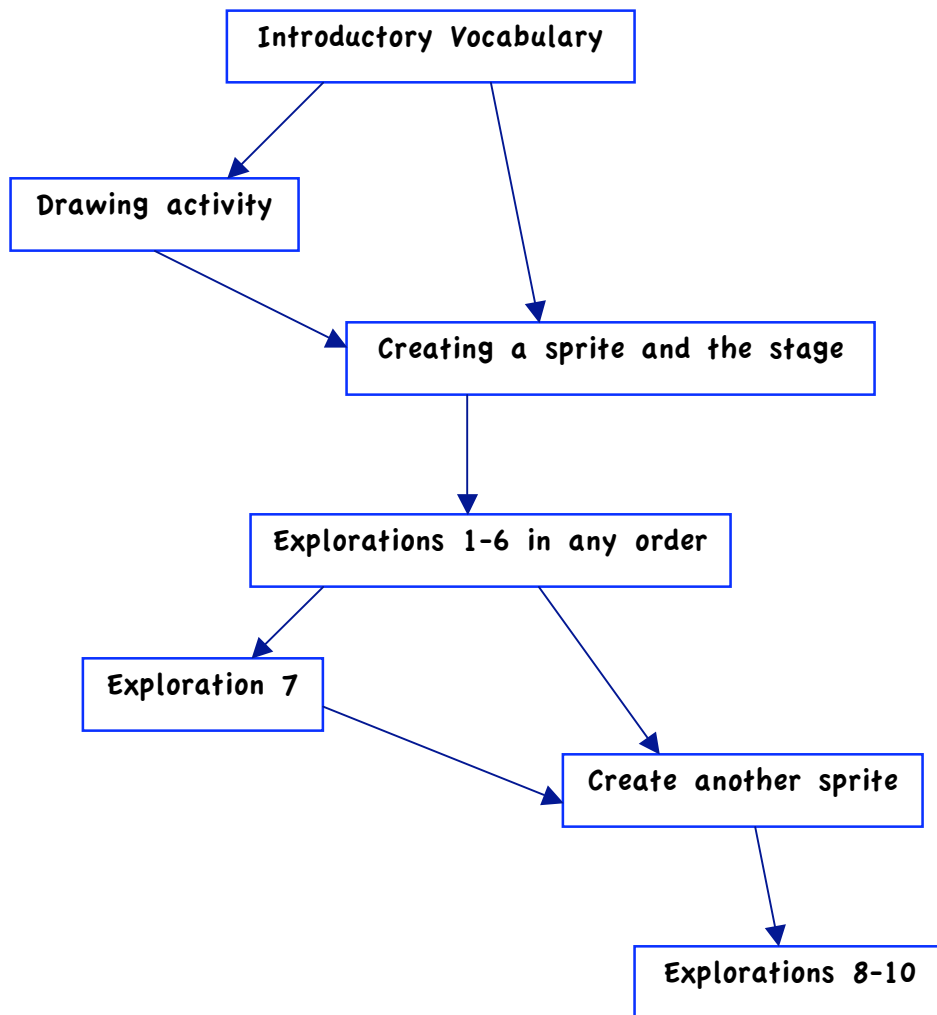 Introductory Vocabulary
Drawing activity
Creating a sprite and the stage
Explorations 1-6 in any order
Exploration 7
Create another sprite
Explorations 8-10